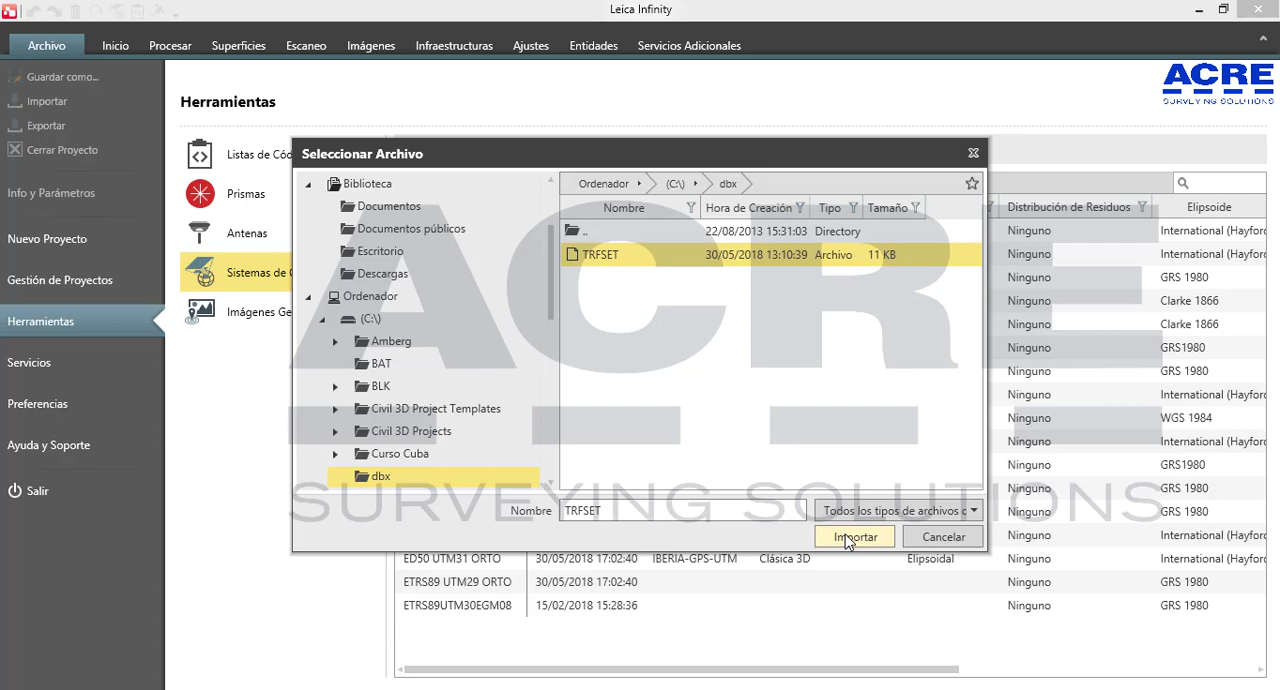 Leica Infinity
Archivo Inicio Procesar Superficies Escaneo Imágenes Infraestructuras Ajustes Entidades Servicios Adicionales
Guardar como...
Importar
Exportar
Cerrar Proyecto
Info y Parámetros
Nuevo Proyecto
Gestión de Proyectos
Herramientas
Servicios
Preferencias
Ayuda y Soporte
Salir
ACRE
SURVEYING SOLUTIONS
Herramientas
Listas de Cód
Prismas
Antenas
Sistemas de C
Imágenes Ge
Seleccionar Archivo
Biblioteca
Documentos
Documentos públicos
Escritorio
Descargas
Ordenador
(C:\)
Amberg
BAT
BLK
Civil 3D Project Templates
Civil 3D Projects
Curso Cuba
dbx
Ordenador (C:\) dbx
Nombre Hora de Creación Tipo Tamaño
.. 22/08/2013 15:31:03 Directory
TRFSET 30/05/2018 13:10:39 Archivo 11 KB
Nombre TRFSET Todos los tipos de archivos c
Importar Cancelar
Distribución de Residuos Elipsoide
Ninguno International (Hayford
Ninguno International (Hayford
Ninguno GRS 1980
Ninguno Clarke 1866
Ninguno Clarke 1866
Ninguno GRS1980
Ninguno GRS 1980
Ninguno International (Hayford
Ninguno WGS 1984
Ninguno International (Hayford
Ninguno GRS1980
Ninguno GRS 1980
Ninguno GRS 1980
Ninguno International (Hayford
ED50 UTM31 ORTO 30/05/2018 17:02:40 IBERIA-GPS-UTM Clásica 3D Elipsoidal Ninguno International (Hayford
ETRS89 UTM29 ORTO 30/05/2018 17:02:40 Ninguno GRS 1980
ETRS89UTM30EGM08 15/02/2018 15:28:36 Ninguno GRS 1980
ACRE
SURVEYING SOLUTIONS